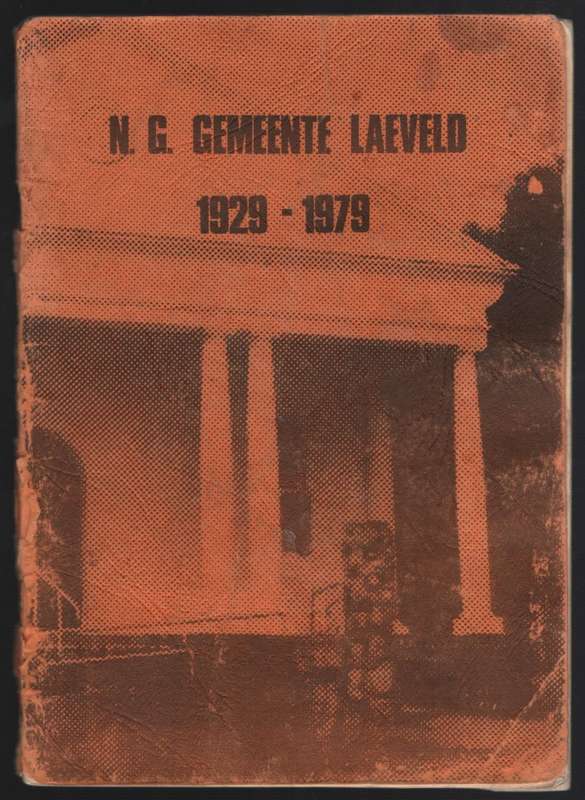 N. G. GEMEENTE LAEVELD
1929 - 1979